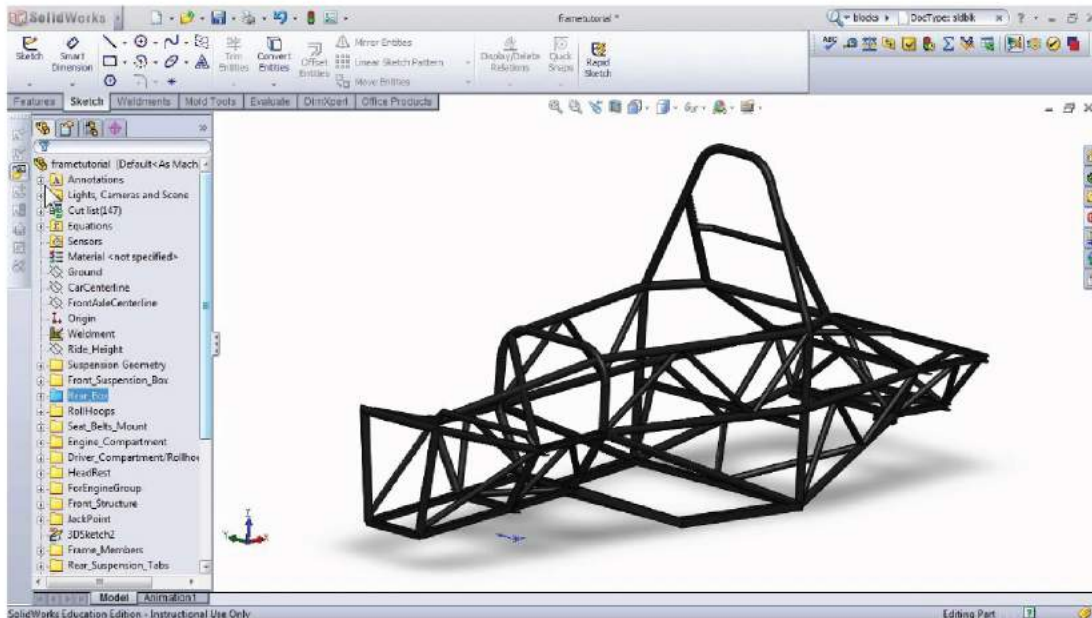 SolidWorks
frametutorial *
blocks
DocType: sldblk
Sketch
Smart Dimension
Trim Entities
Convert Entities
Offset Entities
Mirror Entities
Linear Sketch Pattern
Move Entities
Display/Delete Relations
Quick Snaps
Rapid Sketch
Features Sketch Weldments Mold Tools Evaluate DimXpert Office Products
frametutorial (Default<As Mach
Annotations
Lights, Cameras and Scene
Cut list(147)
Equations
Sensors
Material <not specified>
Ground
CarCenterline
FrontAxleCenterline
Origin
Weldment
Ride_Height
Suspension Geometry
Front_Suspension_Box
Rear_Box
RollHoops
Seat_Belts_Mount
Engine_Compartment
Driver_Compartment/Rollho
HeadRest
ForEngineGroup
Front_Structure
JackPoint
3DSketch2
Frame_Members
Rear_Suspension_Tabs
Model Animation1
SolidWorks Education Edition - Instructional Use Only
Editing Part